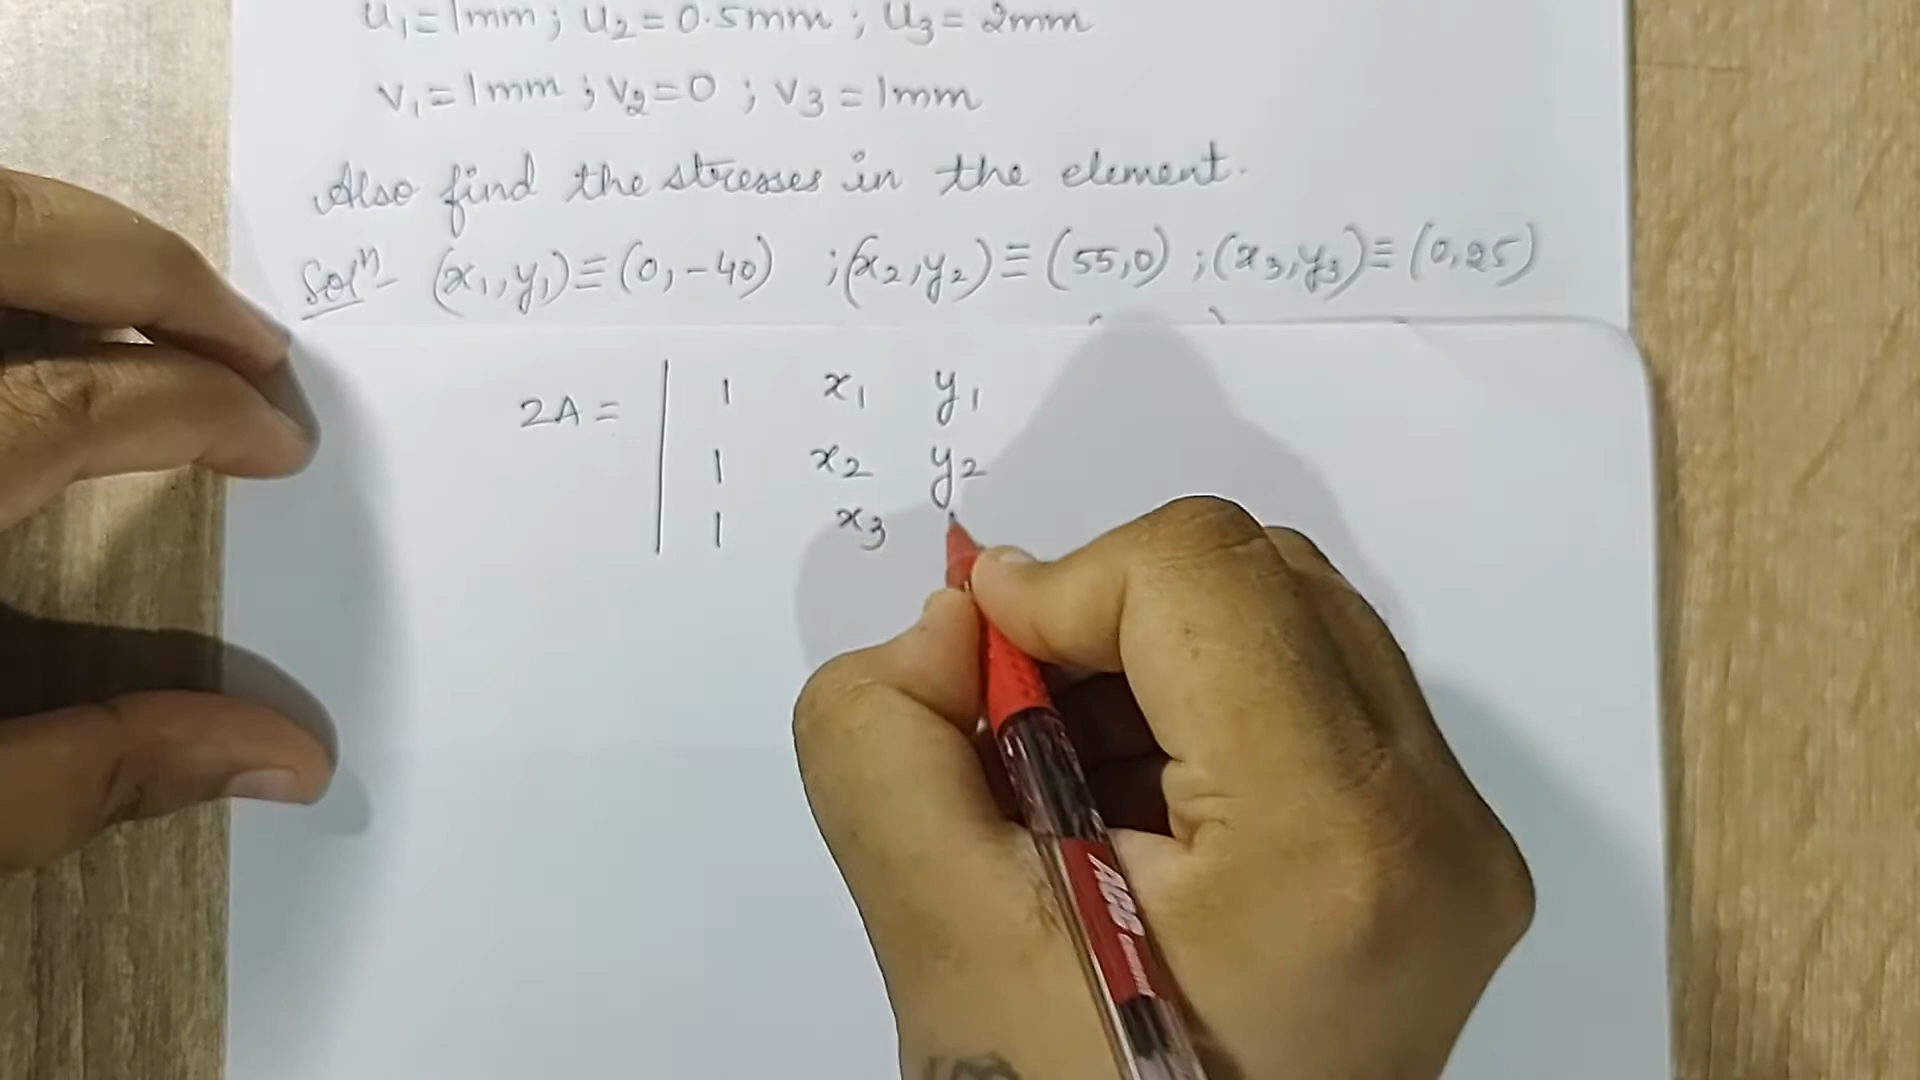 u₁=1mm ; u₂=0.5mm ; u₃=2mm
v₁=1mm ; v₂=0 ; v₃=1mm
Also find the stresses in the element.
Solⁿ (x₁,y₁)≡(0,-40) ; (x₂,y₂)≡(55,0) ; (x₃,y₃)≡(0,25)
2A = | 1 x₁ y₁
1 x₂ y₂
1 x₃